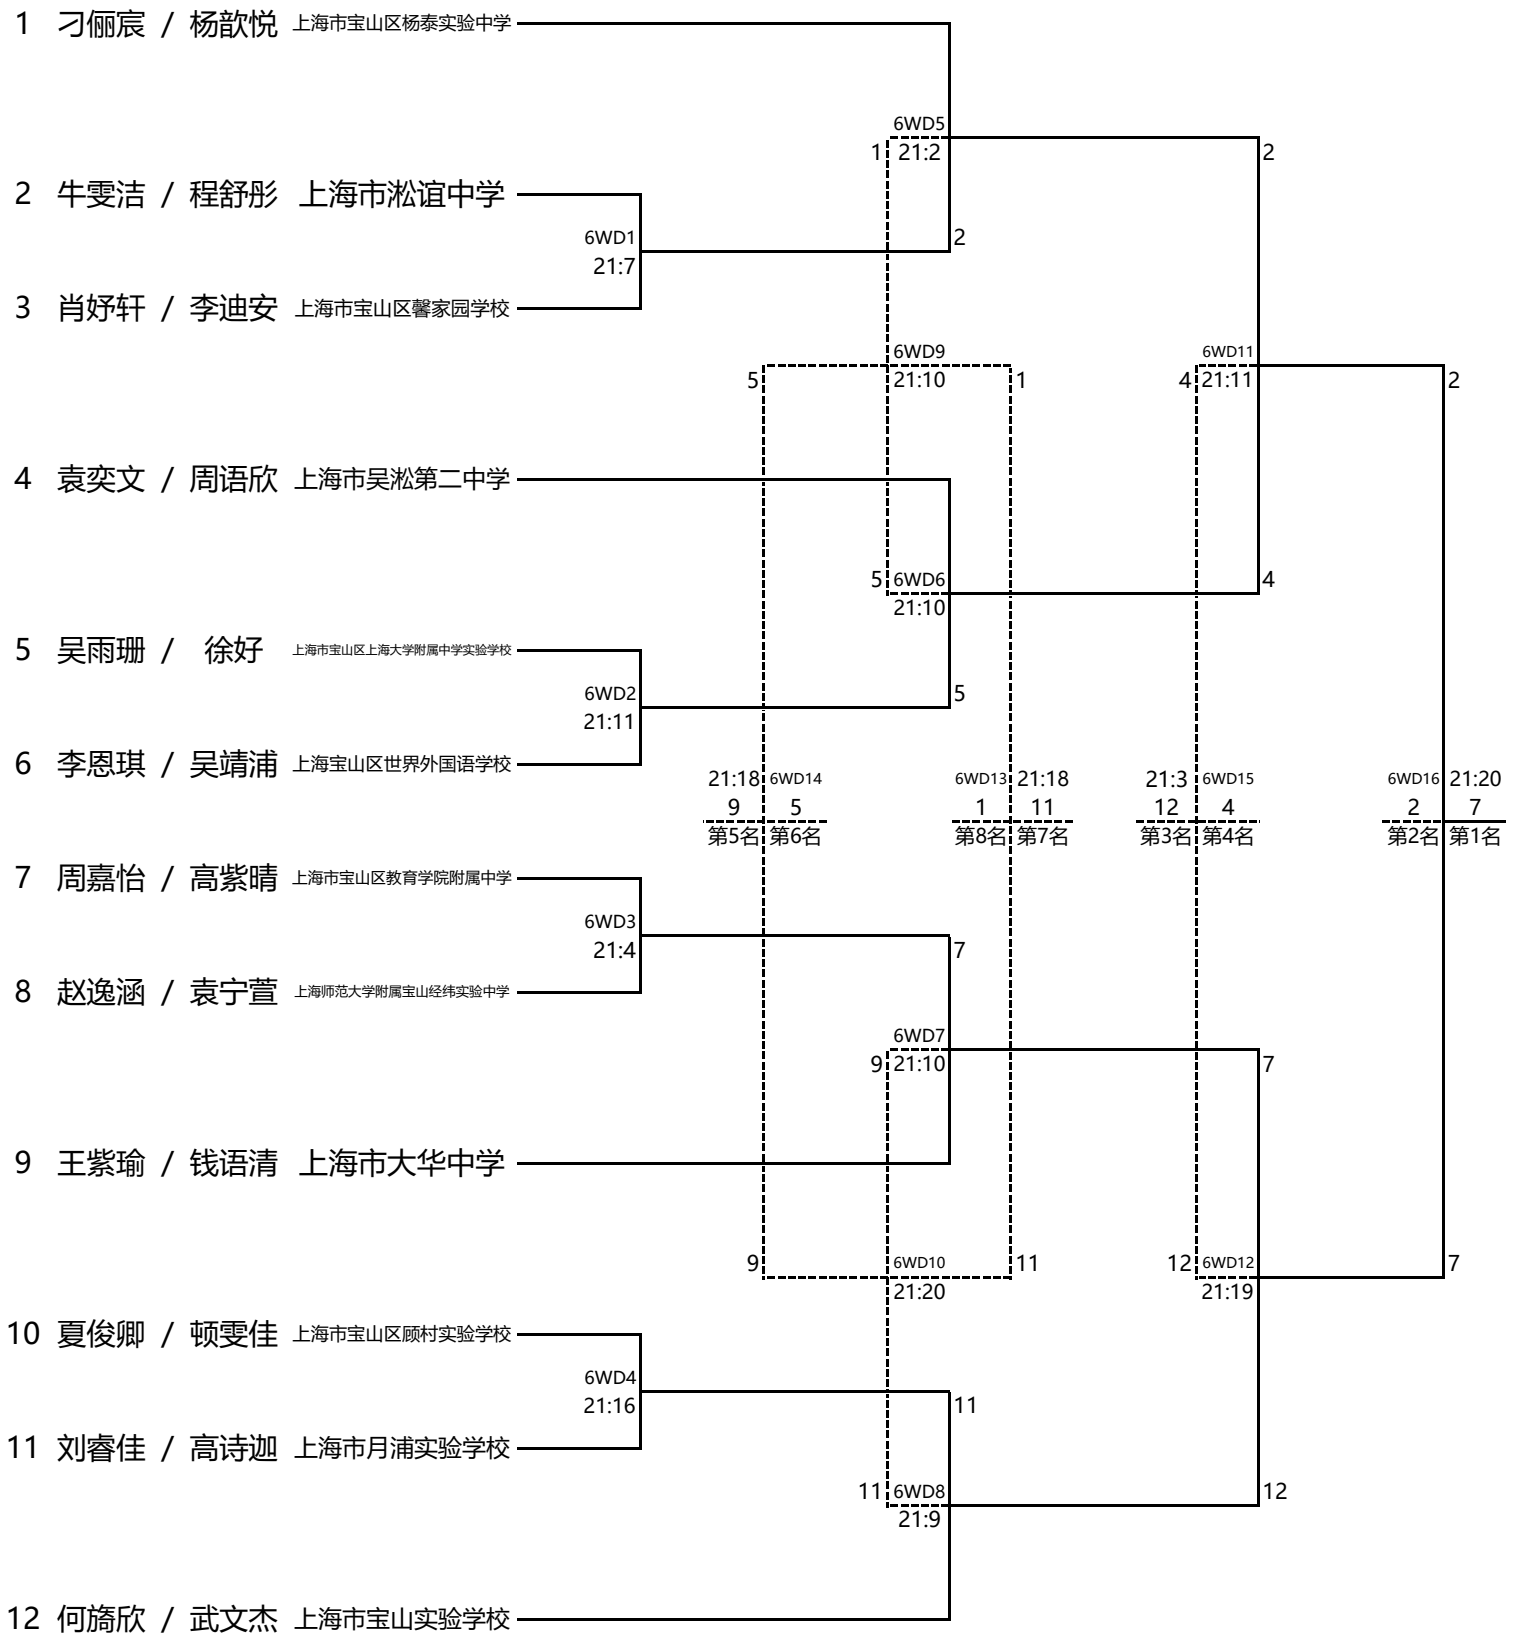 1 刁俪宸 / 杨歆悦 上海市宝山区杨泰实验中学
6WD5
1 21:2 2
2 牛雯洁 / 程舒彤 上海市淞谊中学
6WD1 2
21:7
3 肖妤轩 / 李迪安 上海市宝山区馨家园学校
6WD9 6WD11
5 21:10 1 4 21:11 2
4 袁奕文 / 周语欣 上海市吴淞第二中学
5 6WD6 4
21:10
5 吴雨珊 / 徐好 上海市宝山区上海大学附属中学实验学校
6WD2 5
21:11
6 李恩琪 / 吴靖浦 上海宝山区世界外国语学校
21:18 6WD14 6WD13 21:18 21:3 6WD15 6WD16 21:20
9 5 1 11 12 4 2 7
第5名 第6名 第8名 第7名 第3名 第4名 第2名 第1名
7 周嘉怡 / 高紫晴 上海市宝山区教育学院附属中学
6WD3
21:4 7
8 赵逸涵 / 袁宁萱 上海师范大学附属宝山经纬实验中学
6WD7
9 21:10 7
9 王紫瑜 / 钱语清 上海市大华中学
9 6WD10 11 12 6WD12 7
21:20 21:19
10 夏俊卿 / 顿雯佳 上海市宝山区顾村实验学校
6WD4
21:16 11
11 刘睿佳 / 高诗迦 上海市月浦实验学校
11 6WD8 12
21:9
12 何旖欣 / 武文杰 上海市宝山实验学校